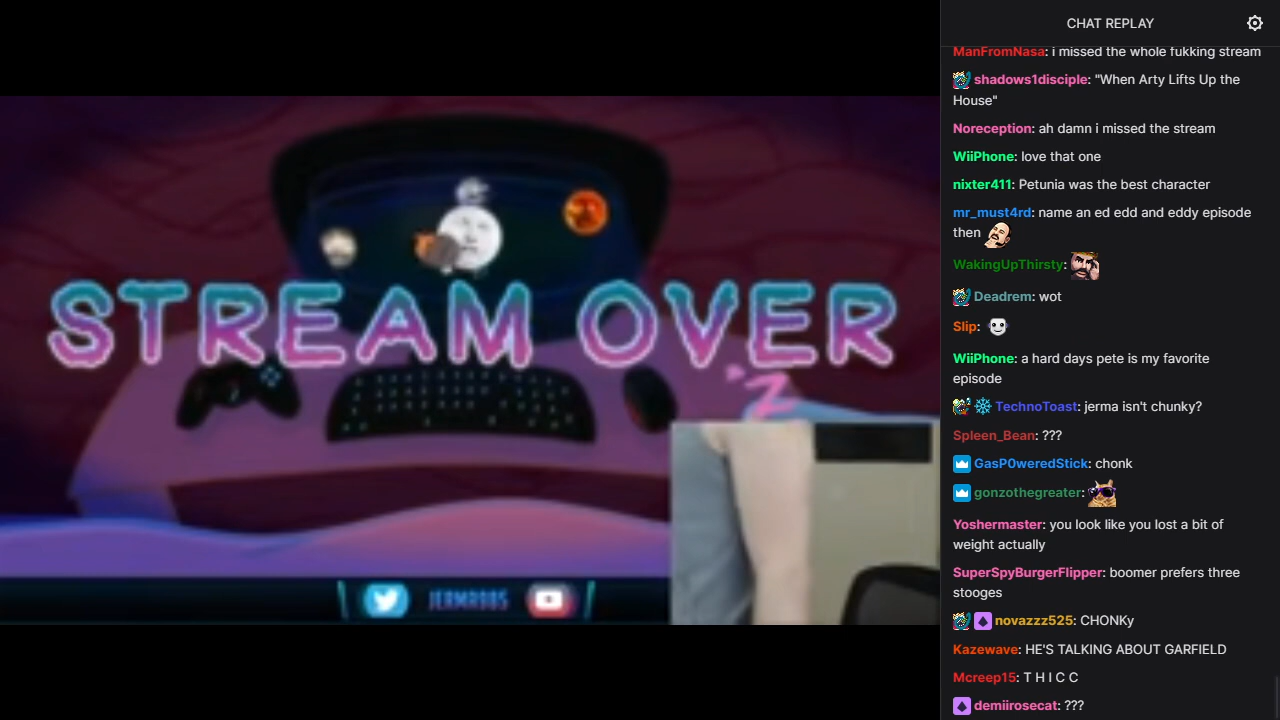 STREAM OVER
'Z
JERMA985
CHAT REPLAY
ManFromNasa: i missed the whole fukking stream
shadows1disciple: "When Arty Lifts Up the
House"
Noreception: ah damn i missed the stream
WiiPhone: love that one
nixter411: Petunia was the best character
mr_must4rd: name an ed edd and eddy episode
then
WakingUpThirsty:
Deadrem: wot
Slip:
WiiPhone: a hard days pete is my favorite
episode
TechnoToast: jerma isn't chunky?
Spleen_Bean: ???
GasP0weredStick: chonk
gonzothegreater:
Yoshermaster: you look like you lost a bit of
weight actually
SuperSpyBurgerFlipper: boomer prefers three
stooges
novazzz525: CHONKy
Kazewave: HE'S TALKING ABOUT GARFIELD
Mcreep15: T H I C C
demiirosecat: ???